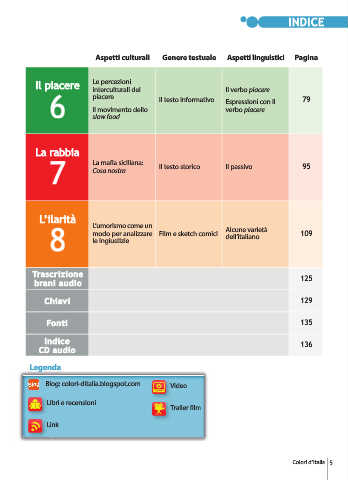 INDICE
Aspetti culturali Genere testuale Aspetti linguistici Pagina
Il piacere
6
Le percezioni
interculturali del
piacere
Il movimento dello
slow food
Il testo informativo
Il verbo piacere
Espressioni con il
verbo piacere
79
La rabbia
7
La mafia siciliana:
Cosa nostra
Il testo storico
Il passivo
95
L'ilarità
8
L'umorismo come un
modo per analizzare
le ingiustizie
Film e sketch comici
Alcune varietà
dell'italiano
109
Trascrizione
brani audio
125
Chiavi
129
Fonti
135
Indice
CD audio
136
Legenda
Blog: colori-ditalia.blogspot.com
Video
Libri e recensioni
Trailer film
Link
Colori d'Italia 5